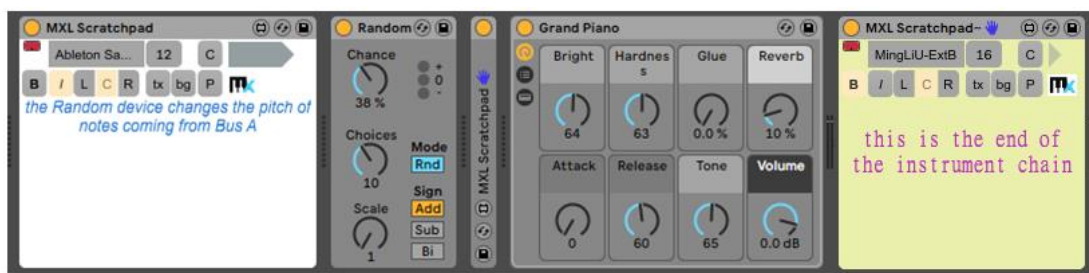 MXL Scratchpad
Ableton Sa... 12 C
B I L C R tx bg P mx
the Random device changes the pitch of
notes coming from Bus A
Random
Chance
38 %
+
0
-
Choices
10
Mode
Rnd
Sign
Add
Sub
Bi
Scale
1
MXL Scratchpad
Grand Piano
Bright Hardnes
s Glue Reverb
64 63 0.0 % 10 %
Attack Release Tone Volume
0 60 65 0.0 dB
MXL Scratchpad~
MingLiU-ExtB 16 C
B I L C R tx bg P mx
this is the end of
the instrument chain